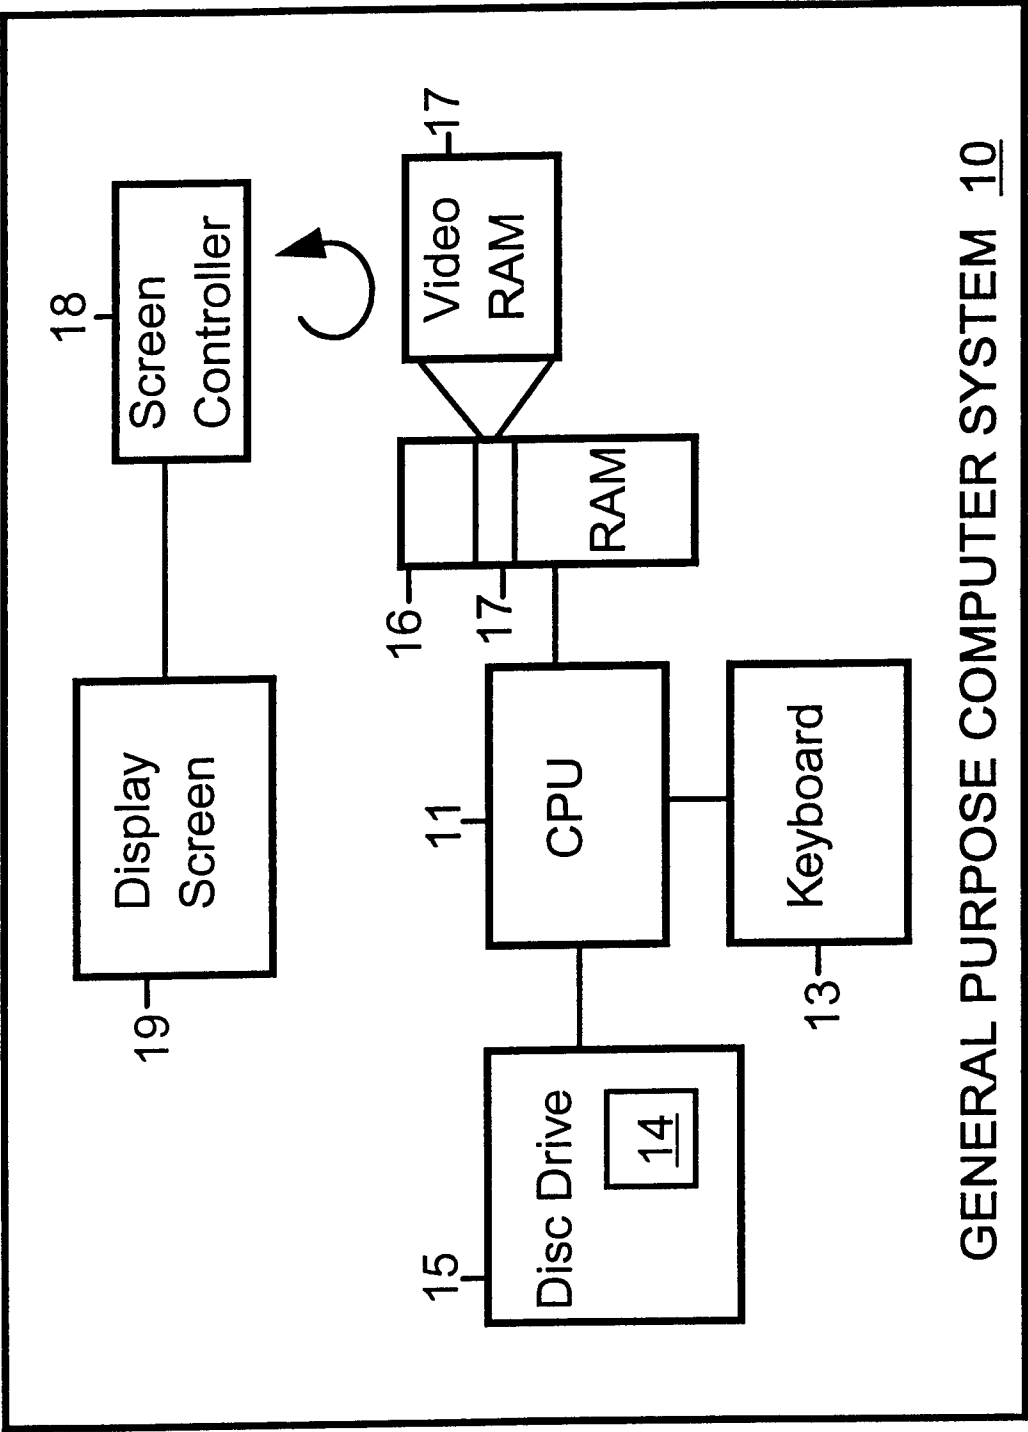 19
Display
Screen
18
Screen
Controller
15
Disc Drive
14
11
CPU
13
Keyboard
16
17
RAM
Video
RAM
17
GENERAL PURPOSE COMPUTER SYSTEM 10